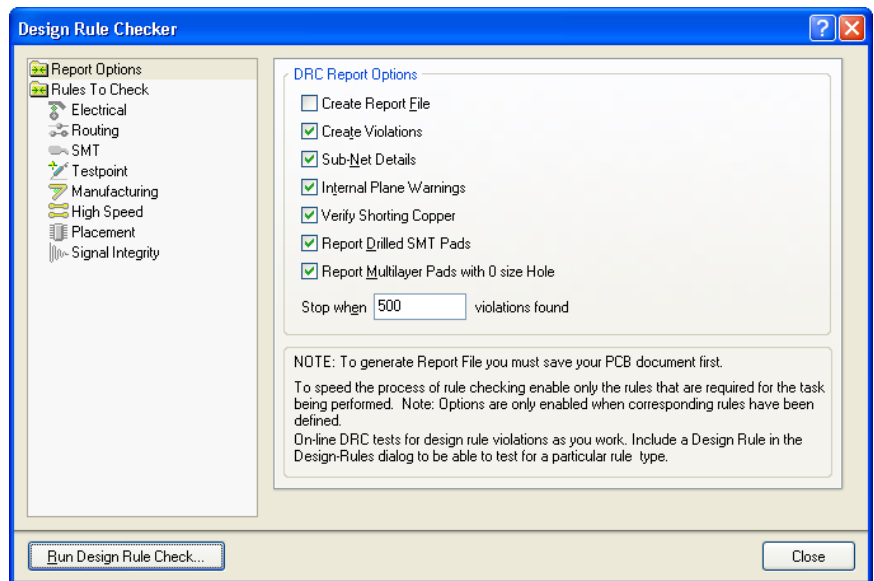 Design Rule Checker
?
Report Options
Rules To Check
Electrical
Routing
SMT
Testpoint
Manufacturing
High Speed
Placement
Signal Integrity
DRC Report Options
Create Report File
Create Violations
Sub-Net Details
Internal Plane Warnings
Verify Shorting Copper
Report Drilled SMT Pads
Report Multilayer Pads with 0 size Hole
Stop when 500 violations found
NOTE: To generate Report File you must save your PCB document first.
To speed the process of rule checking enable only the rules that are required for the task
being performed. Note: Options are only enabled when corresponding rules have been
defined.
On-line DRC tests for design rule violations as you work. Include a Design Rule in the
Design-Rules dialog to be able to test for a particular rule type.
Run Design Rule Check...
Close